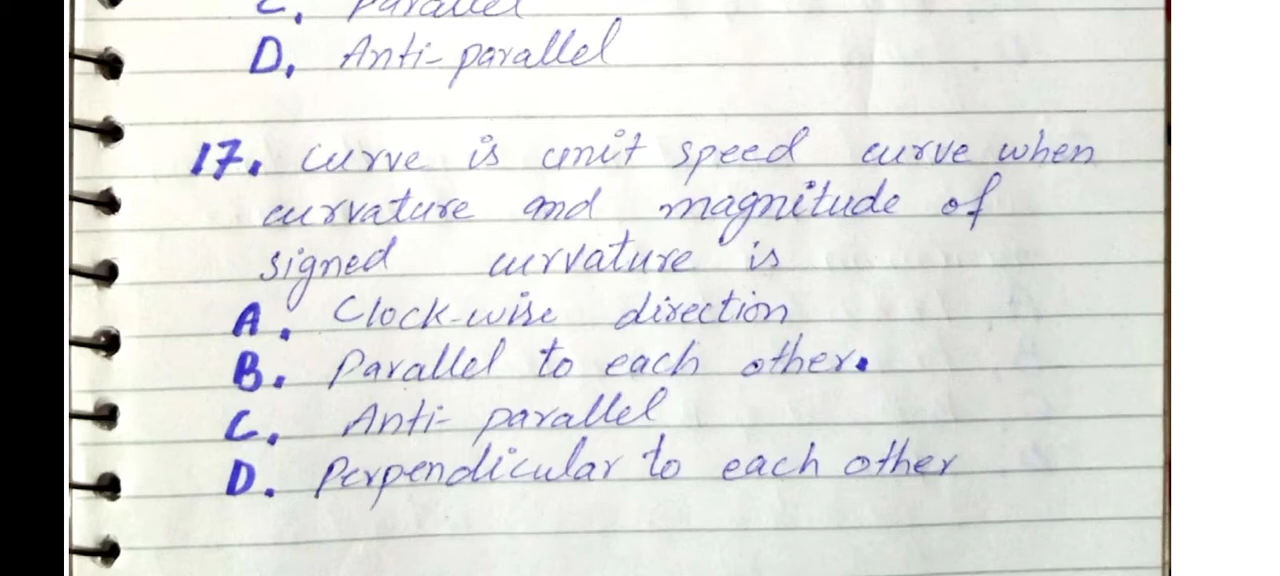 C. Parallel
D. Anti-parallel
17. Curve is unit speed curve when
curvature and magnitude of
signed curvature is
A. Clock-wise direction
B. Parallel to each other.
C. Anti-parallel
D. Perpendicular to each other